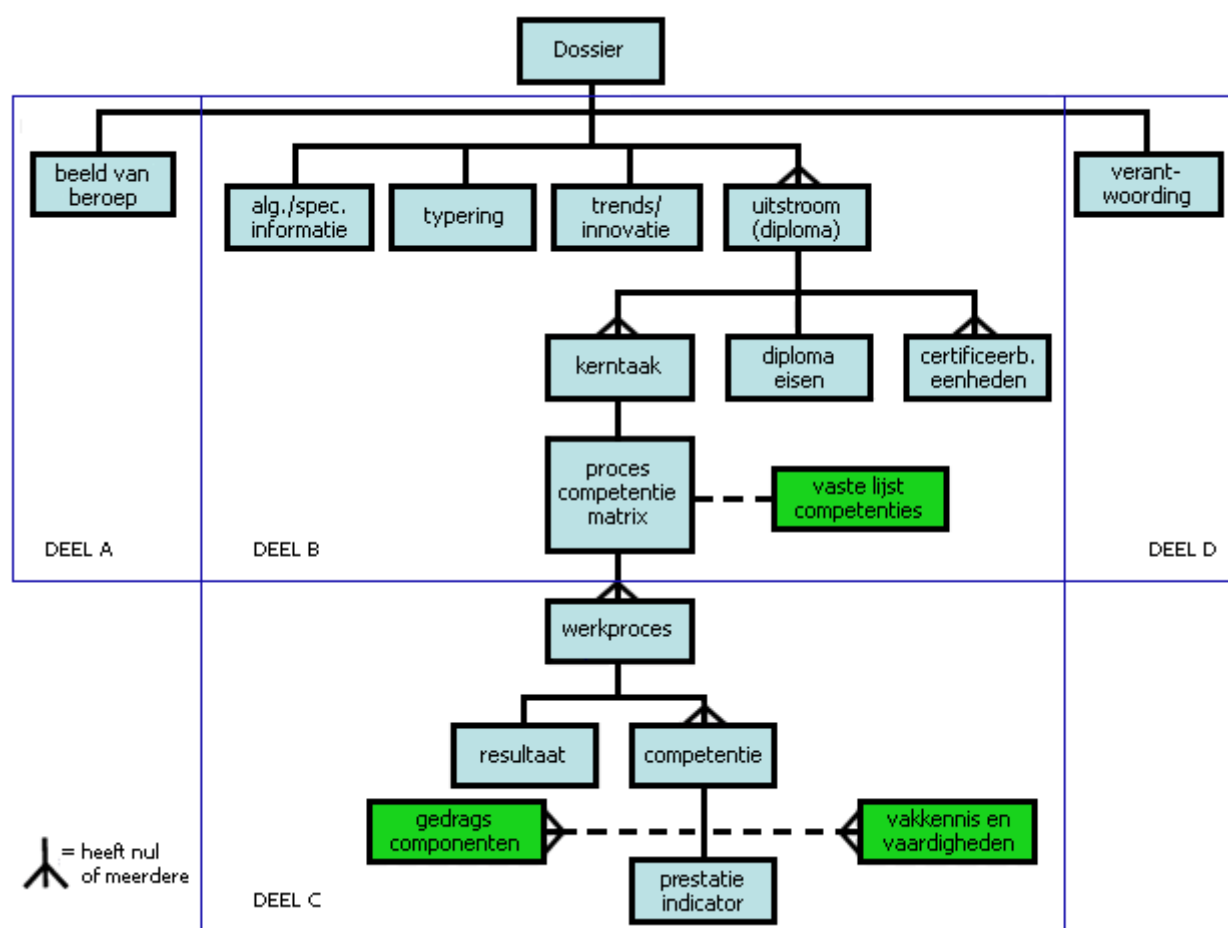 Dossier
beeld van
beroep
alg./spec.
informatie
typering
trends/
innovatie
uitstroom
(diploma)
verant-
woording
kerntaak
diploma
eisen
certificeerb.
eenheden
proces
competentie
matrix
vaste lijst
competenties
DEEL A
DEEL B
DEEL D
werkproces
resultaat
competentie
gedrags
componenten
vakkennis en
vaardigheden
= heeft nul
of meerdere
prestatie
indicator
DEEL C